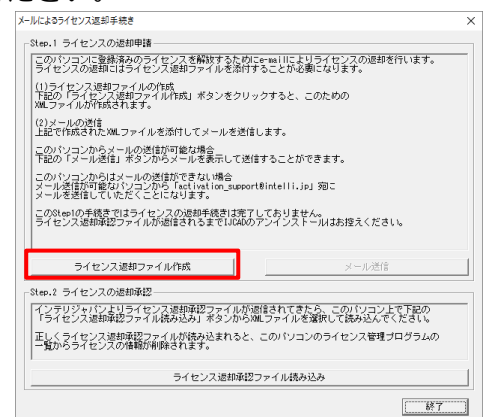 メールによるライセンス返却手続き
Step.1 ライセンスの返却申請
このパソコンに登録済みのライセンスを解放するためにe-mailによりライセンスの返却を行います。
ライセンスの返却にはライセンス返却ファイルを添付することが必要になります。
(1)ライセンス返却ファイルの作成
下記の「ライセンス返却ファイル作成」ボタンをクリックすると、このための
XMLファイルが作成されます。
(2)メールの送信
上記で作成されたXMLファイルを添付してメールを送信します。
このパソコンからメールの送信が可能な場合
下記の「メール送信」ボタンからメールを表示して送信することができます。
このパソコンからはメールの送信ができない場合
メール送信が可能なパソコンから「activation_support@intelli.jp」宛に
メールを送信していただくことになります。
このStep1の手続きではライセンスの返却手続きは完了しておりません。
ライセンス返却承認ファイルが返信されるまでIJCADのアンインストールはお控えください。
ライセンス返却ファイル作成
メール送信
Step.2 ライセンスの返却承認
インテリジャパンよりライセンス返却承認ファイルが返信されてきたら、このパソコン上で下記の
「ライセンス返却承認ファイル読み込み」ボタンからXMLファイルを選択して読み込んでください。
正しくライセンス返却承認ファイルが読み込まれると、このパソコンのライセンス管理プログラムの
一覧からライセンスの情報が削除されます。
ライセンス返却承認ファイル読み込み
終了